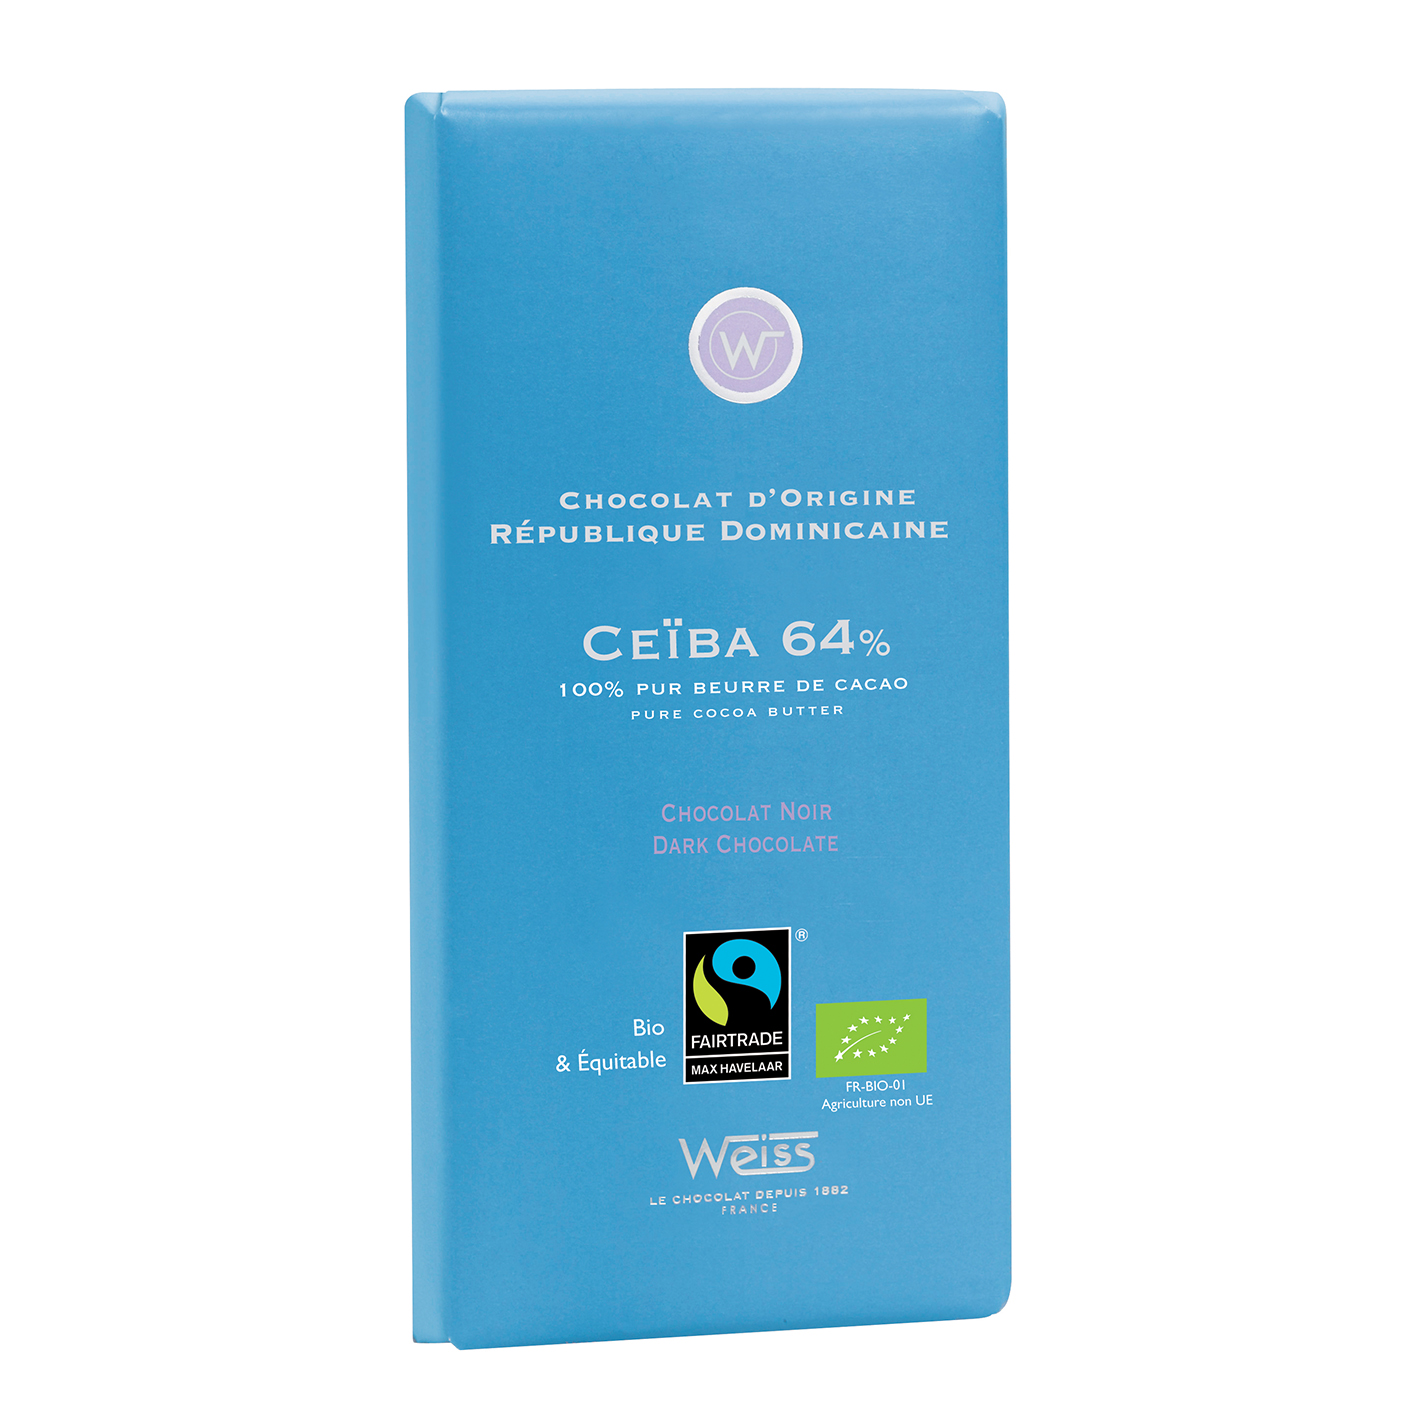 W
CHOCOLAT D'ORIGINE
RÉPUBLIQUE DOMINICAINE
CEÏBA 64%
100% PUR BEURRE DE CACAO
PURE COCOA BUTTER
CHOCOLAT NOIR
DARK CHOCOLATE
Bio
& Équitable
®
FAIRTRADE
MAX HAVELAAR
FR-BIO-01
Agriculture non UE
Weiss
LE CHOCOLAT DEPUIS 1882
FRANCE